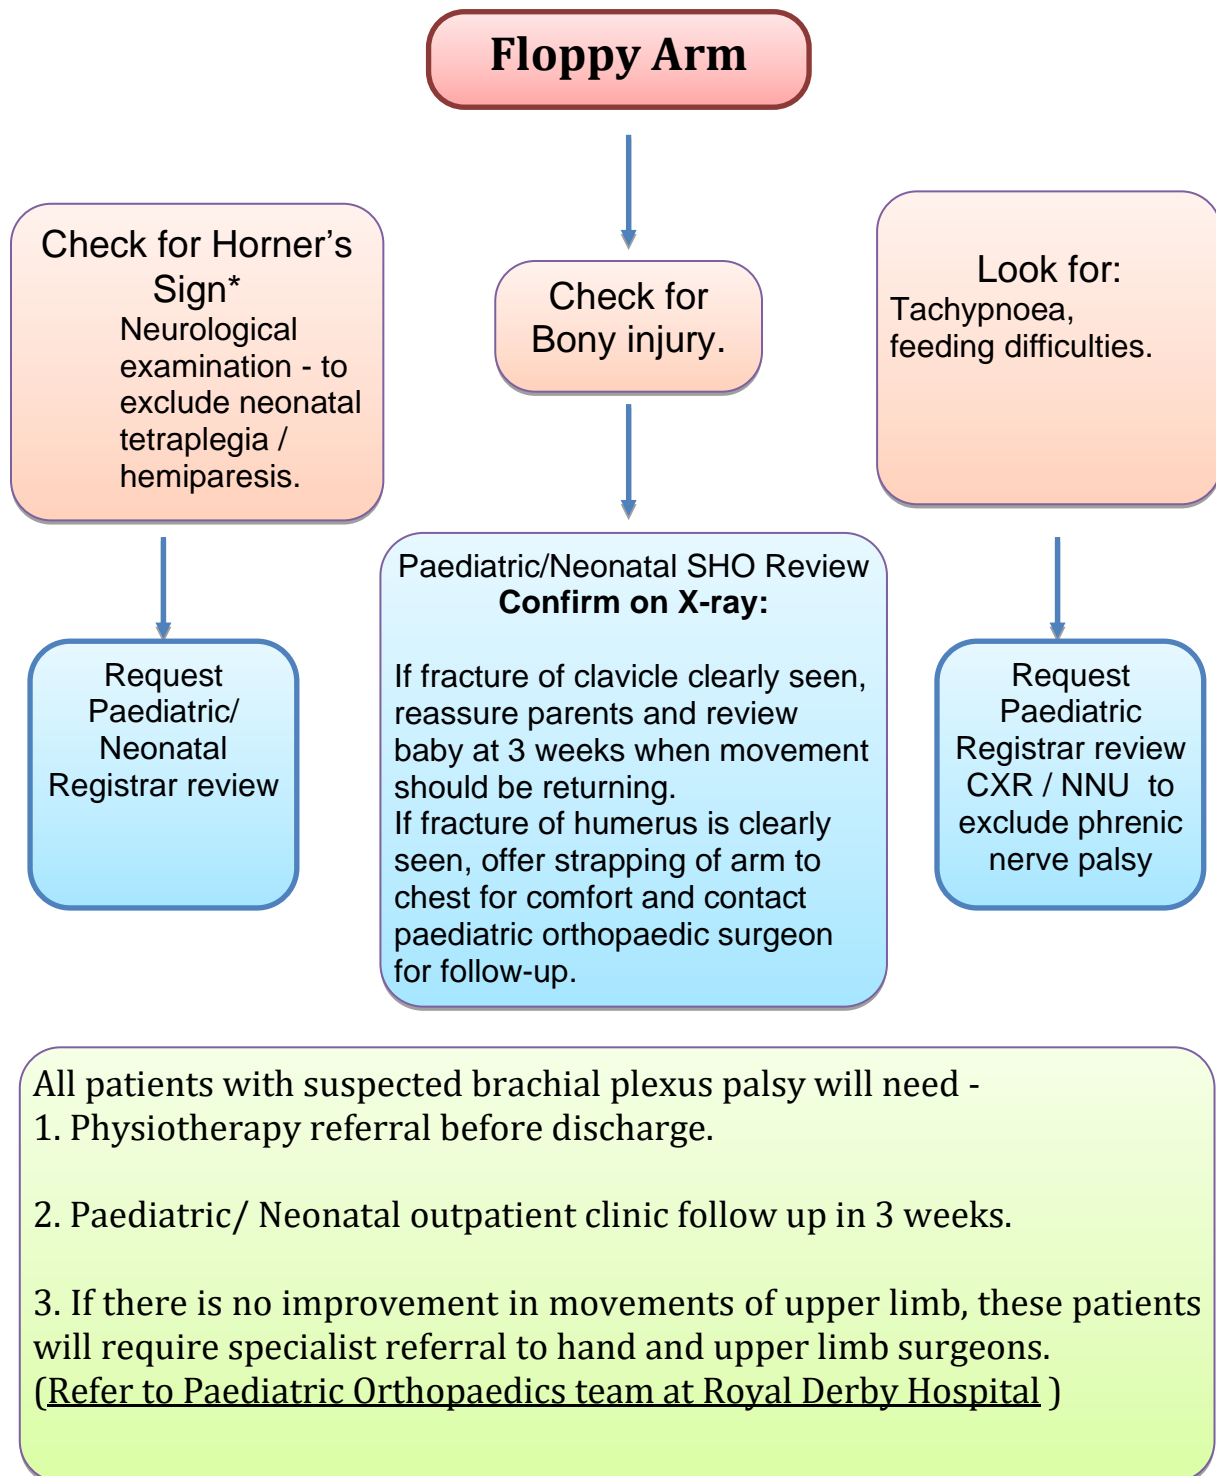 Floppy Arm
Check for Horner's
Sign*
Neurological
examination - to
exclude neonatal
tetraplegia /
hemiparesis.
Check for
Bony injury.
Look for:
Tachypnoea,
feeding difficulties.
Request
Paediatric/
Neonatal
Registrar review
Paediatric/Neonatal SHO Review
Confirm on X-ray:
If fracture of clavicle clearly seen,
reassure parents and review
baby at 3 weeks when movement
should be returning.
If fracture of humerus is clearly
seen, offer strapping of arm to
chest for comfort and contact
paediatric orthopaedic surgeon
for follow-up.
Request
Paediatric
Registrar review
CXR / NNU to
exclude phrenic
nerve palsy
All patients with suspected brachial plexus palsy will need -
1. Physiotherapy referral before discharge.
2. Paediatric/ Neonatal outpatient clinic follow up in 3 weeks.
3. If there is no improvement in movements of upper limb, these patients
will require specialist referral to hand and upper limb surgeons.
(Refer to Paediatric Orthopaedics team at Royal Derby Hospital )